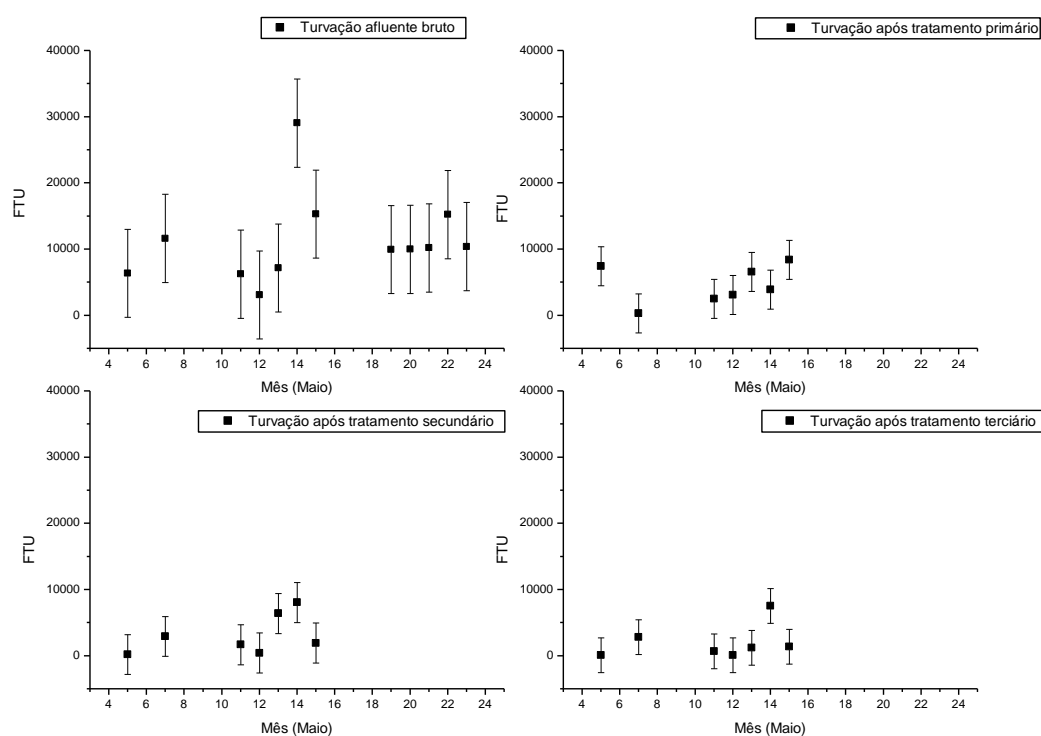 Turvação afluente bruto
40000
30000
20000
10000
0
FTU
4 6 8 10 12 14 16 18 20 22 24
Mês (Maio)
Turvação após tratamento primário
40000
30000
20000
10000
0
FTU
4 6 8 10 12 14 16 18 20 22 24
Mês (Maio)
Turvação após tratamento secundário
40000
30000
20000
10000
0
FTU
4 6 8 10 12 14 16 18 20 22 24
Mês (Maio)
Turvação após tratamento terciário
40000
30000
20000
10000
0
FTU
4 6 8 10 12 14 16 18 20 22 24
Mês (Maio)